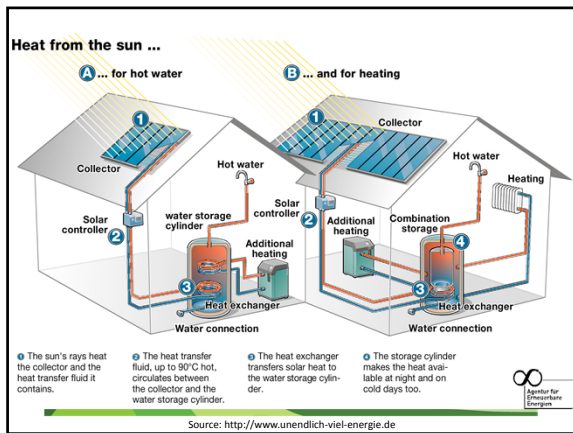 Heat from the sun ...
A ... for hot water
B ... and for heating
1
Collector
Solar
controller
2
water storage
cylinder
Hot water
Additional
heating
3
Heat exchanger
Water connection
1
Collector
Solar
controller
2
Additional
heating
Combination
storage
Hot water
Heating
4
3
Heat exchanger
Water connection
1 The sun's rays heat
the collector and the
heat transfer fluid it
contains.
2 The heat transfer
fluid, up to 90°C hot,
circulates between
the collector and the
water storage cylinder.
3 The heat exchanger
transfers solar heat to
the water storage cylin-
der.
4 The storage cylinder
makes the heat avai-
lable at night and on
cold days too.
Agentur für
Erneuerbare
Energien
Source: http://www.unendlich-viel-energie.de